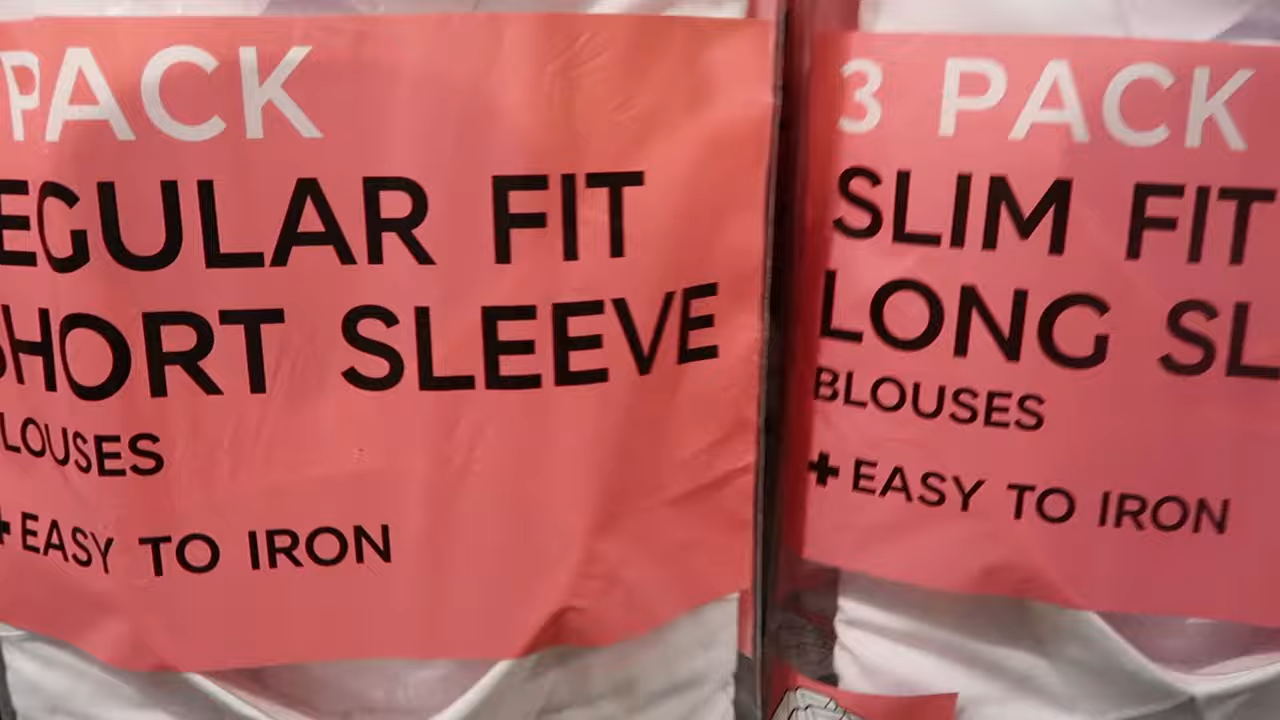 PACK
EGULAR FIT
SHORT SLEEVE
LOUSES
+EASY TO IRON
3 PACK
SLIM FIT
LONG SL
BLOUSES
+EASY TO IRON